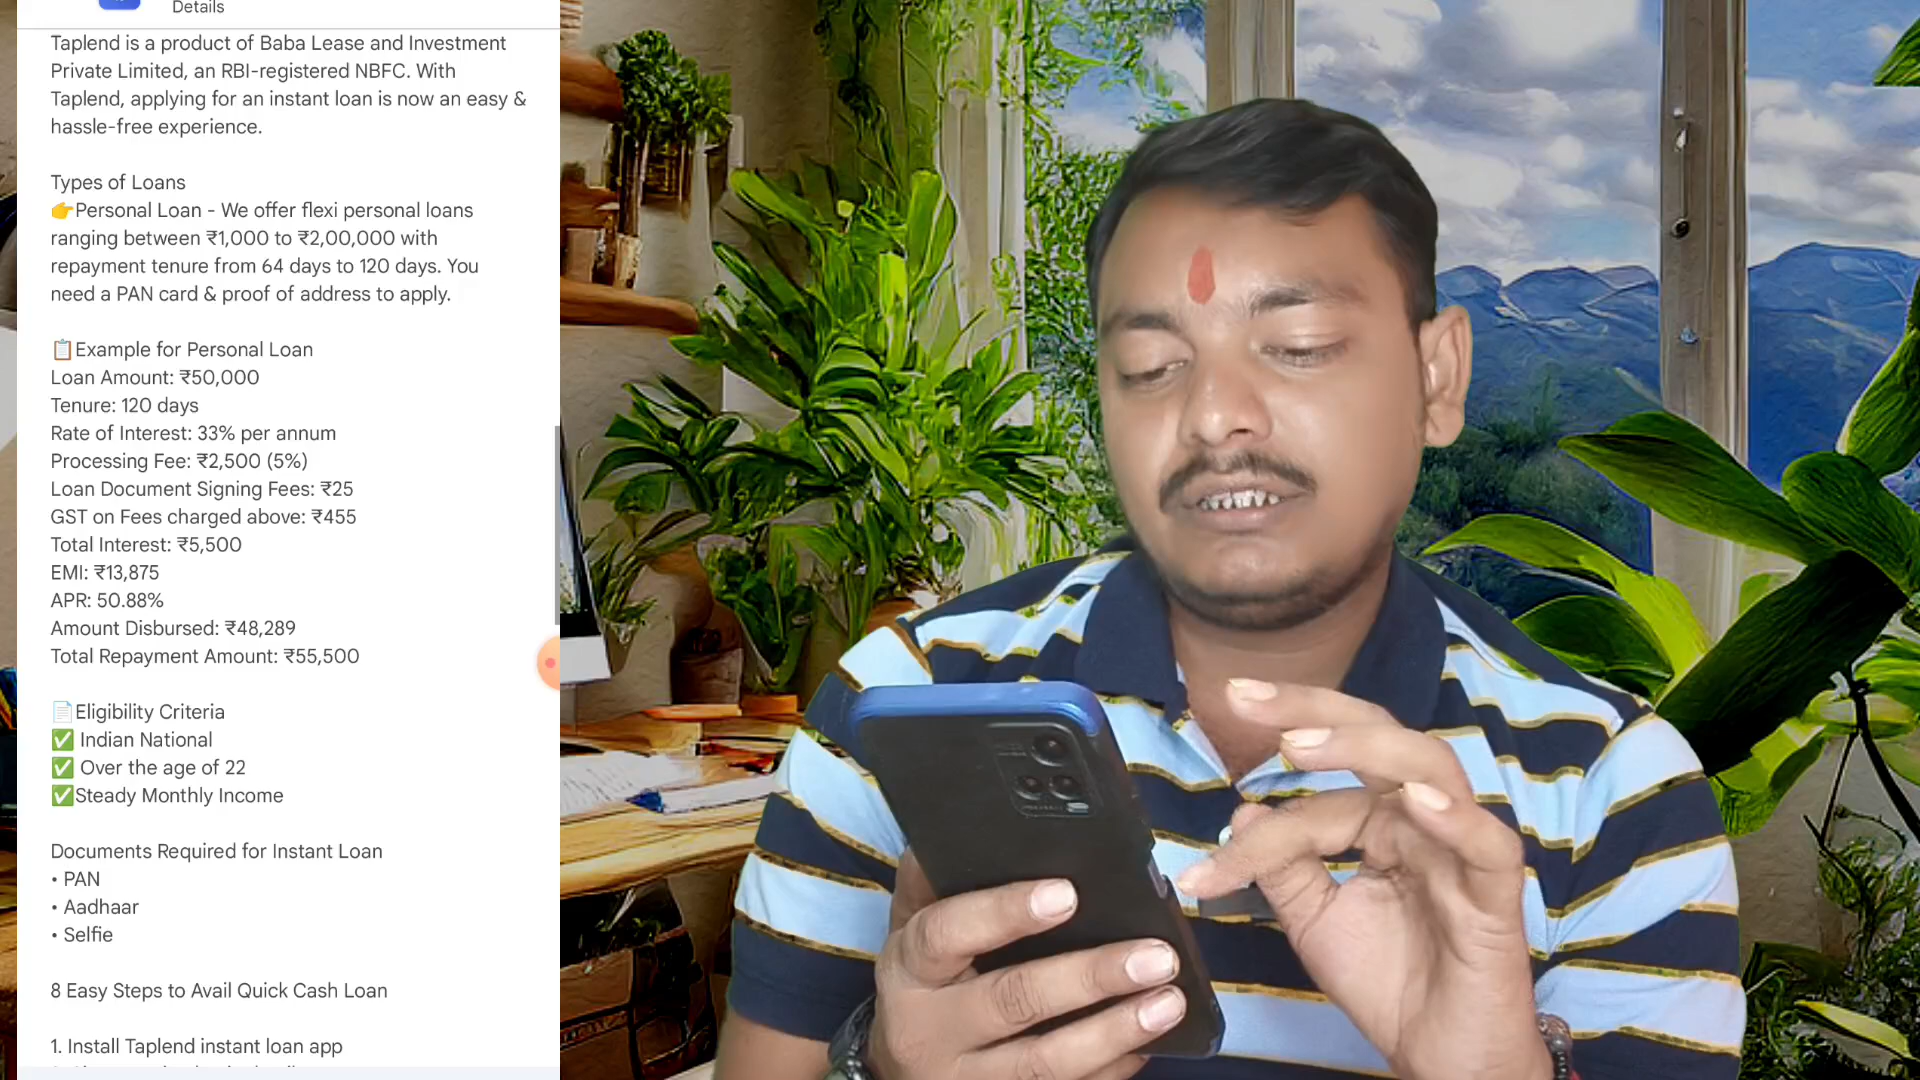 Details
Taplend is a product of Baba Lease and Investment
Private Limited, an RBI-registered NBFC. With
Taplend, applying for an instant loan is now an easy &
hassle-free experience.
Types of Loans
👉Personal Loan - We offer flexi personal loans
ranging between ₹1,000 to ₹2,00,000 with
repayment tenure from 64 days to 120 days. You
need a PAN card & proof of address to apply.
📋Example for Personal Loan
Loan Amount: ₹50,000
Tenure: 120 days
Rate of Interest: 33% per annum
Processing Fee: ₹2,500 (5%)
Loan Document Signing Fees: ₹25
GST on Fees charged above: ₹455
Total Interest: ₹5,500
EMI: ₹13,875
APR: 50.88%
Amount Disbursed: ₹48,289
Total Repayment Amount: ₹55,500
📄Eligibility Criteria
✅ Indian National
✅ Over the age of 22
✅Steady Monthly Income
Documents Required for Instant Loan
• PAN
• Aadhaar
• Selfie
8 Easy Steps to Avail Quick Cash Loan
1. Install Taplend instant loan app